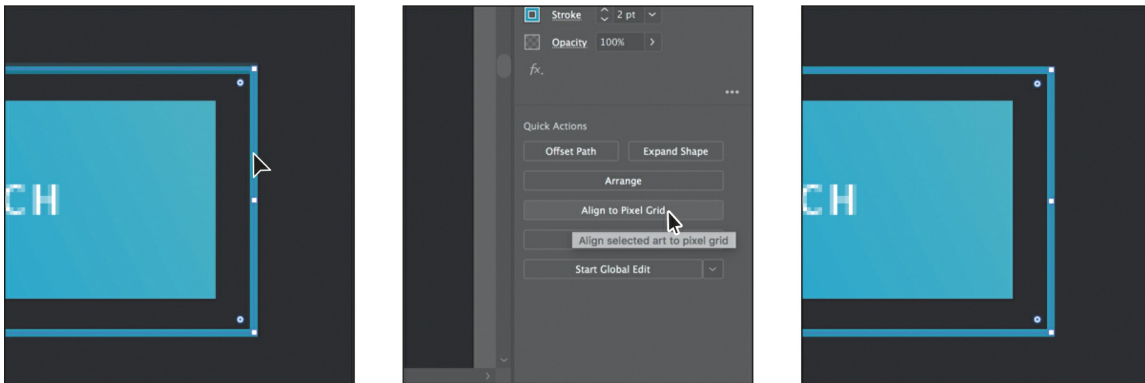 CH
Stroke 2 pt
Opacity 100%
fx.
Quick Actions
Offset Path Expand Shape
Arrange
Align to Pixel Grid
Align selected art to pixel grid
Start Global Edit
CH